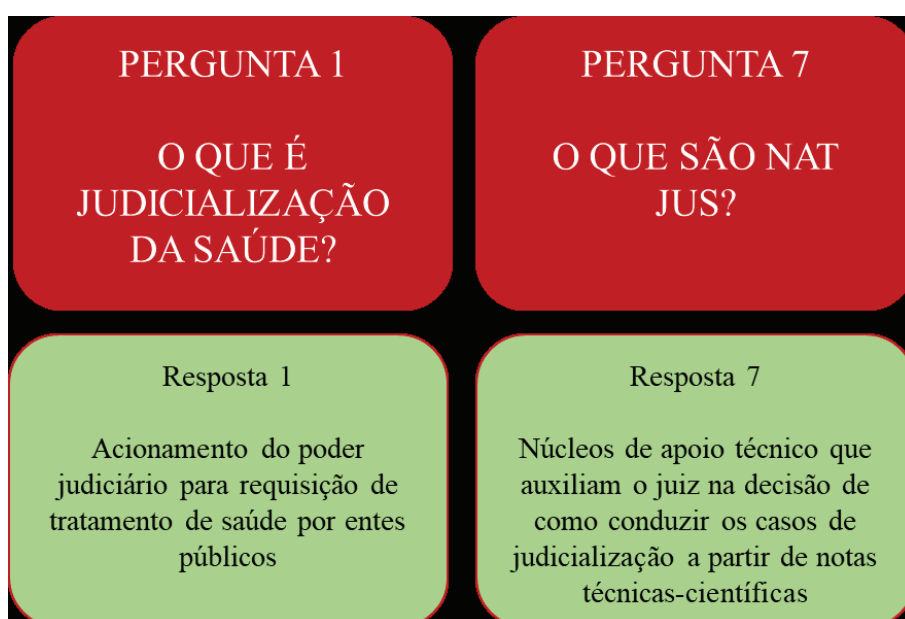 PERGUNTA 1
O QUE É
JUDICIALIZAÇÃO
DA SAÚDE?
PERGUNTA 7
O QUE SÃO NAT
JUS?
Resposta 1
Acionamento do poder
judiciário para requisição de
tratamento de saúde por entes
públicos
Resposta 7
Núcleos de apoio técnico que
auxiliam o juiz na decisão de
como conduzir os casos de
judicialização a partir de notas
técnicas-científicas